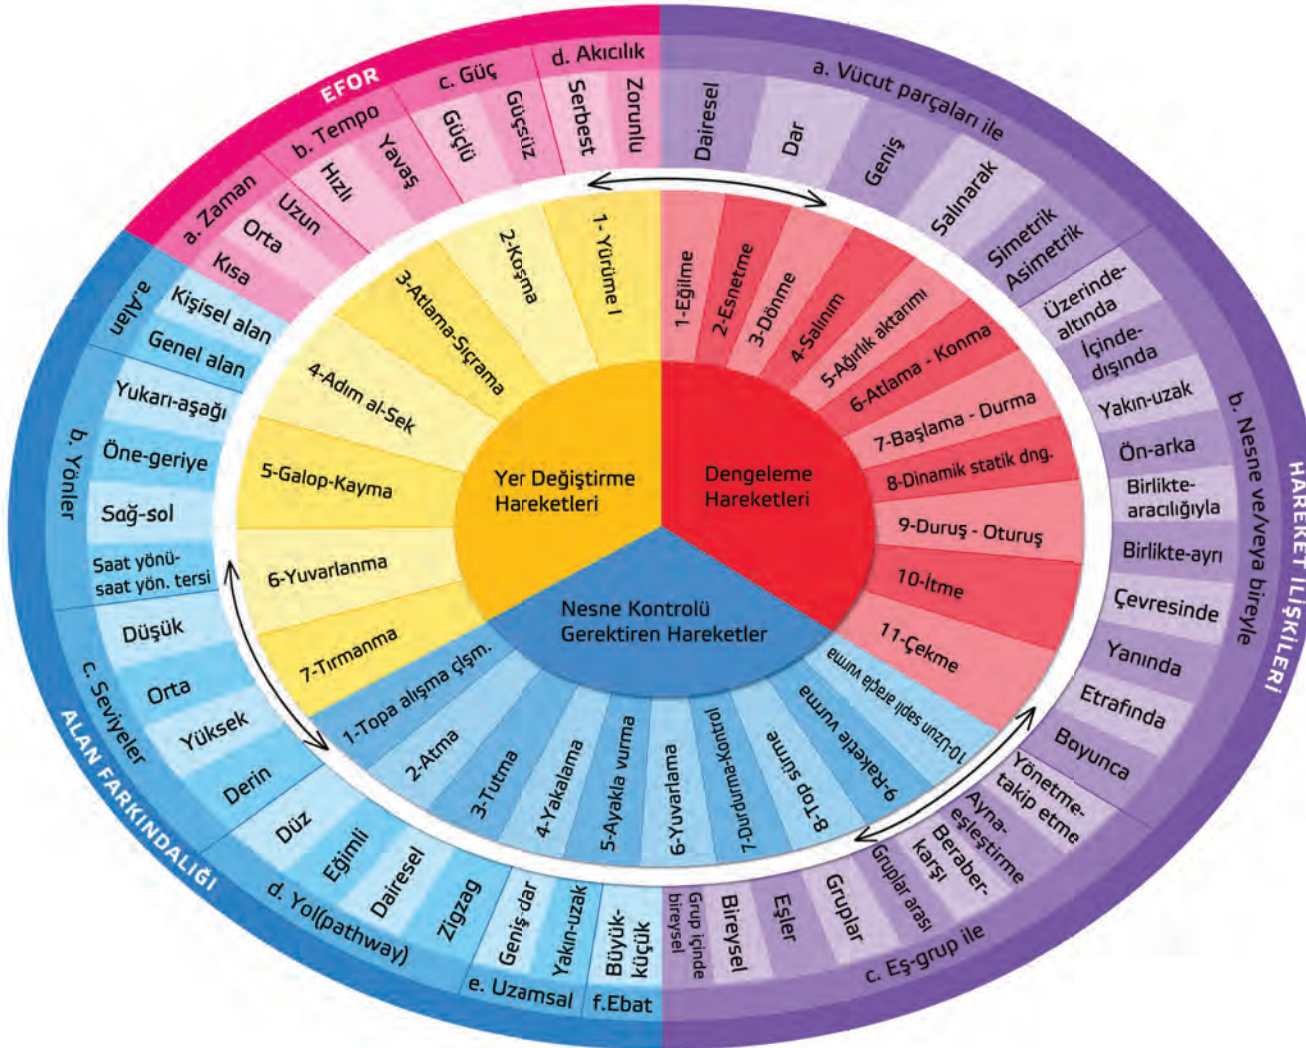 EFOR
a. Zaman
Kısa
Orta
Uzun
b. Tempo
Hızlı
Yavaş
c. Güç
Güçlü
Güçsüz
d. Akıcılık
Serbest
Zorunlu
HAREKET İLİŞKİLERİ
a. Vücut parçaları ile
Dairesel
Dar
Geniş
Salınarak
Simetrik
Asimetrik
b. Nesne ve/veya bireyle
Üzerinde-
altında
İçinde-
dışında
Yakın-uzak
Ön-arka
Birlikte-
aracılığıyla
Birlikte-ayrı
Çevresinde
Yanında
Etrafında
Boyunca
c. Eş-grup ile
Yönetme-
takip etme
Ayna-
eşleştirme
Beraber-
karşı
Gruplar arası
Gruplar
Eşler
Bireysel
Grup içinde
bireysel
ALAN FARKINDALIĞI
a.Alan
Kişisel alan
Genel alan
b. Yönler
Yukarı-aşağı
Öne-geriye
Sağ-sol
Saat yönü-
saat yön. tersi
c. Seviyeler
Düşük
Orta
Yüksek
Derin
d. Yol(pathway)
Düz
Eğimli
Dairesel
Zigzag
e. Uzamsal
Geniş-dar
Yakın-uzak
f.Ebat
Büyük-
küçük
Yer Değiştirme
Hareketleri
1- Yürüme I
2-Koşma
3-Atlama-Sıçrama
4-Adım al-Sek
5-Galop-Kayma
6-Yuvarlanma
7-Tırmanma
Dengeleme
Hareketleri
1-Eğilme
2-Esnetme
3-Dönme
4-Salınım
5-Ağırlık aktarımı
6-Atlama - Konma
7-Başlama - Durma
8-Dinamik statik dng.
9-Duruş - Oturuş
10-İtme
11-Çekme
Nesne Kontrolü
Gerektiren Hareketler
1-Topa alışma çlşm.
2-Atma
3-Tutma
4-Yakalama
5-Ayakla vurma
6-Yuvarlama
7-Durdurma-kontrol
8-Top sürme
9-Raketle vurma
10-Uzun saplı araçla vurma